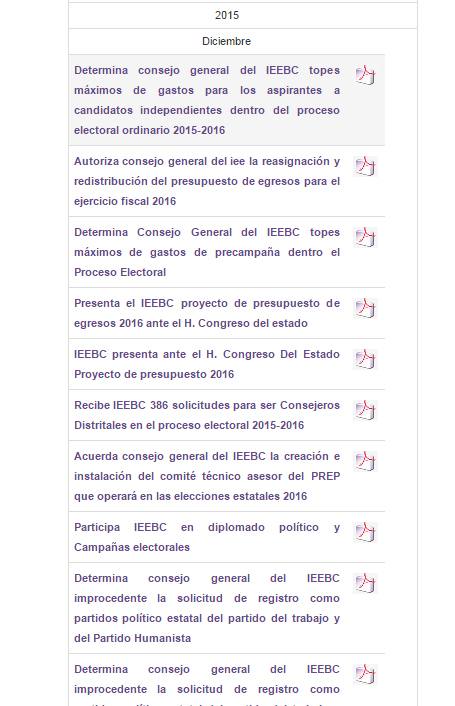 2015
Diciembre
Determina consejo general del IEEBC topes
máximos de gastos para los aspirantes a
candidatos independientes dentro del proceso
electoral ordinario 2015-2016
Autoriza consejo general del iee la reasignación y
redistribución del presupuesto de egresos para el
ejercicio fiscal 2016
Determina Consejo General del IEEBC topes
máximos de gastos de precampaña dentro el
Proceso Electoral
Presenta el IEEBC proyecto de presupuesto de
egresos 2016 ante el H. Congreso del estado
IEEBC presenta ante el H. Congreso Del Estado
Proyecto de presupuesto 2016
Recibe IEEBC 386 solicitudes para ser Consejeros
Distritales en el proceso electoral 2015-2016
Acuerda consejo general del IEEBC la creación e
instalación del comité técnico asesor del PREP
que operará en las elecciones estatales 2016
Participa IEEBC en diplomado político y
Campañas electorales
Determina consejo general del IEEBC
improcedente la solicitud de registro como
partidos político estatal del partido del trabajo y
del Partido Humanista
Determina consejo general del IEEBC
improcedente la solicitud de registro como